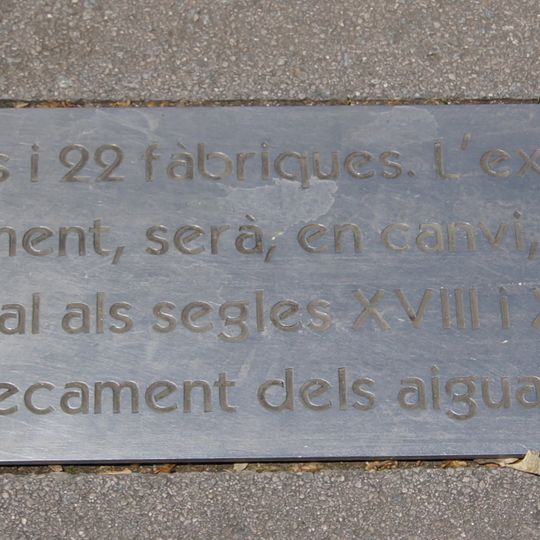 s i 22 fàbriques. L'ex
ment, serà, en canvi,
al als segles XVIII i X
ecament dels aigua